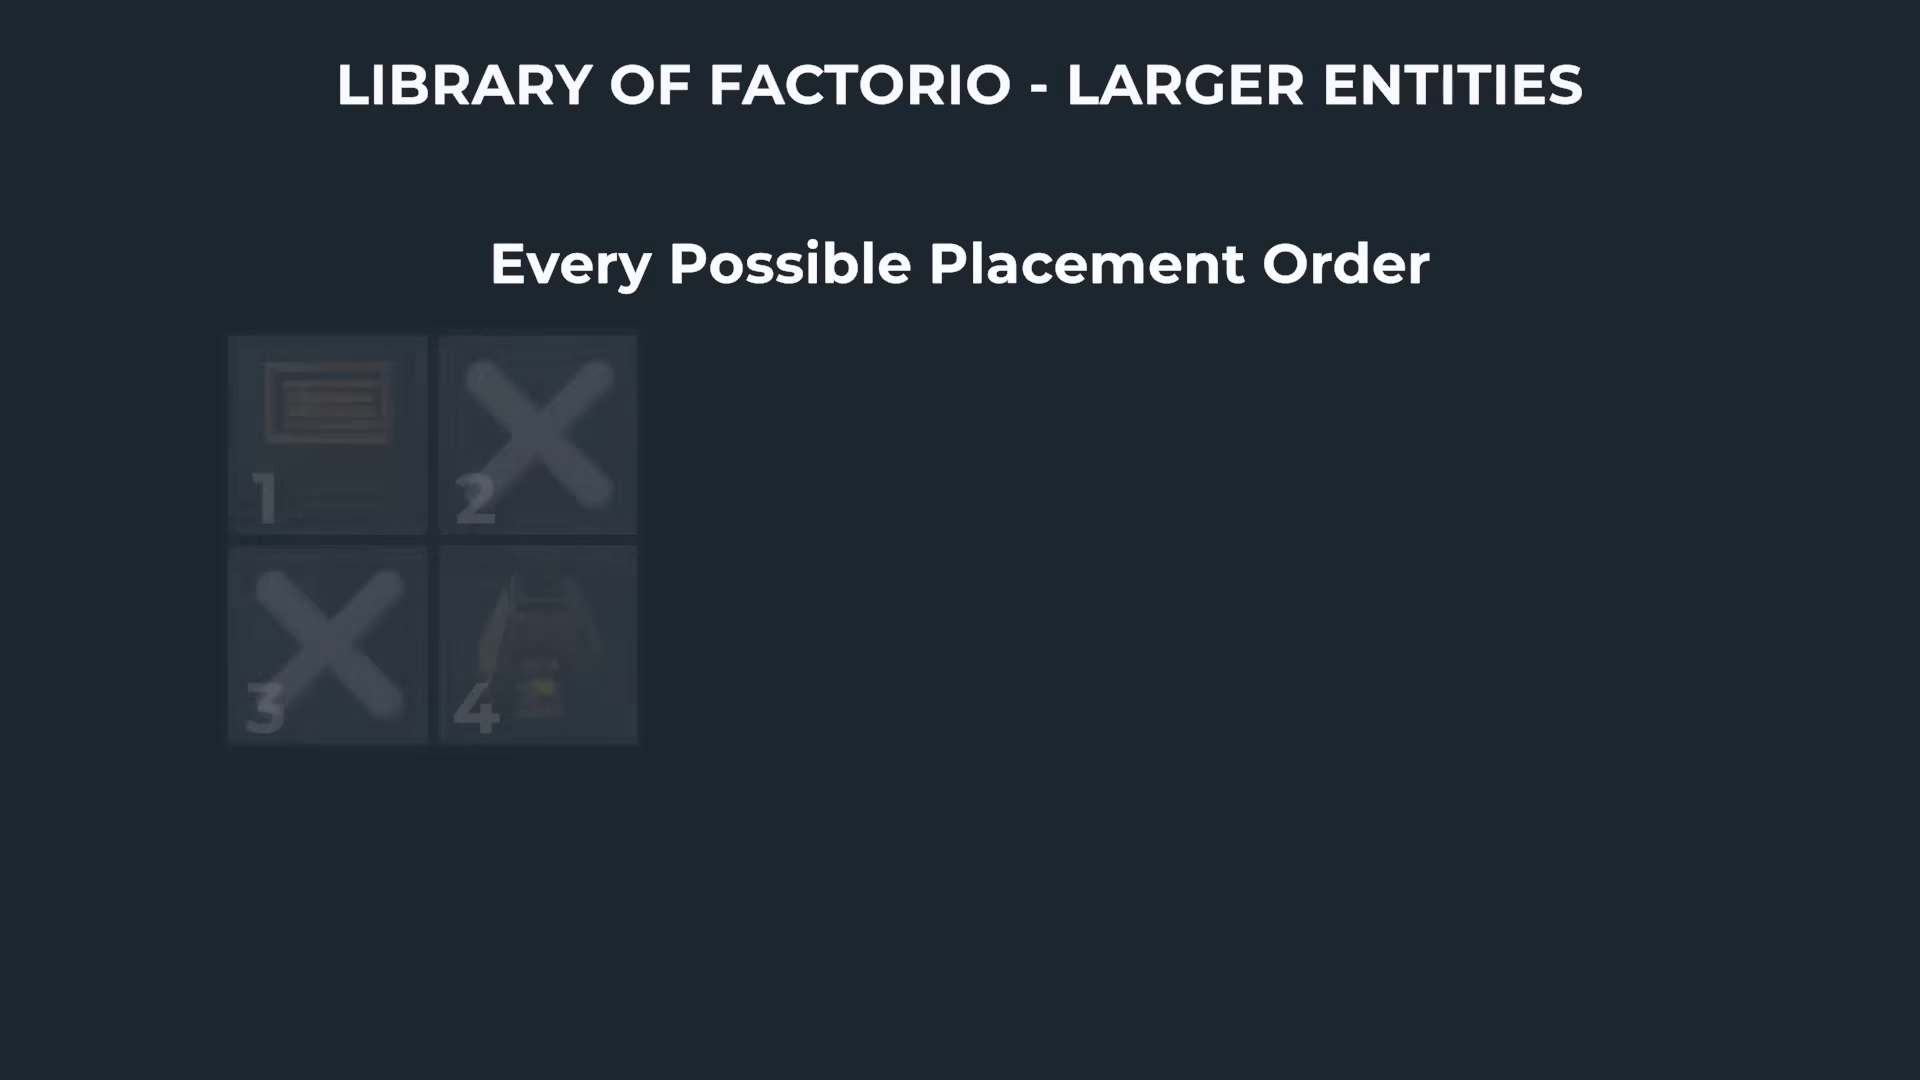 LIBRARY OF FACTORIO - LARGER ENTITIES
Every Possible Placement Order
1 2
3 4